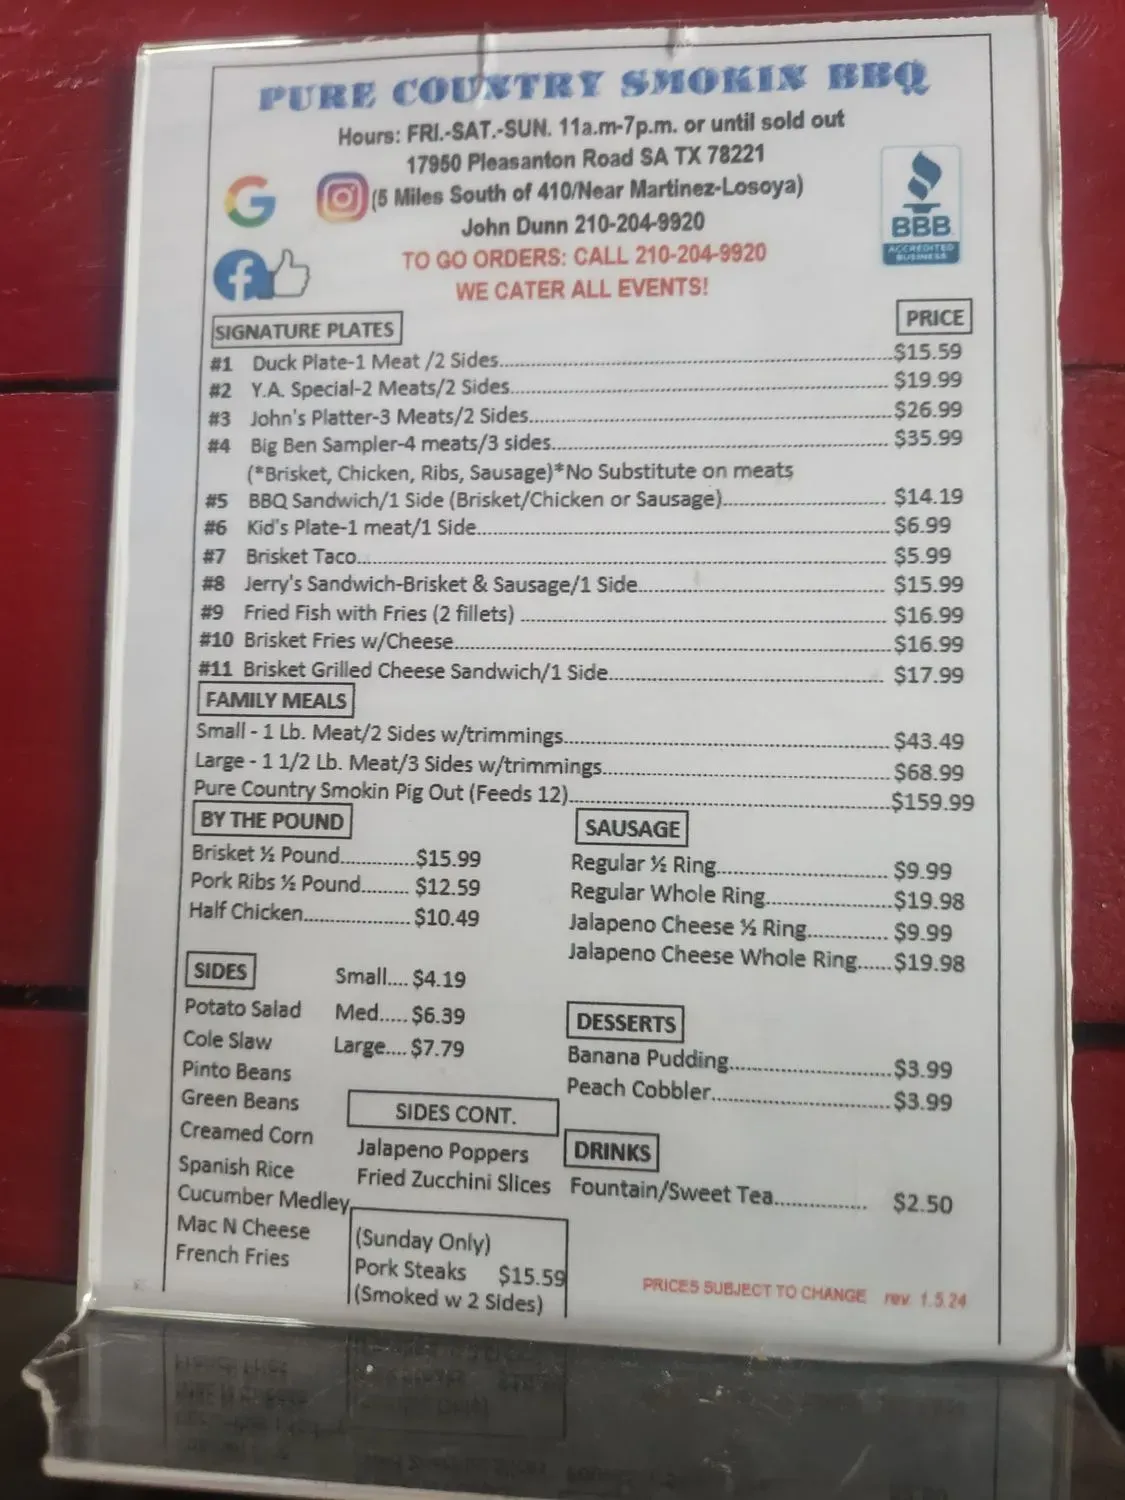 PURE COUNTRY SMOKIN BBQ
Hours: FRI.-SAT.-SUN. 11a.m-7p.m. or until sold out
17950 Pleasanton Road SA TX 78221
(5 Miles South of 410/Near Martinez-Losoya)
John Dunn 210-204-9920
TO GO ORDERS: CALL 210-204-9920
WE CATER ALL EVENTS!
BBB
ACCREDITED
BUSINESS
SIGNATURE PLATES PRICE
#1 Duck Plate-1 Meat /2 Sides $15.59
#2 Y.A. Special-2 Meats/2 Sides $19.99
#3 John's Platter-3 Meats/2 Sides $26.99
#4 Big Ben Sampler-4 meats/3 sides $35.99
(*Brisket, Chicken, Ribs, Sausage)*No Substitute on meats
#5 BBQ Sandwich/1 Side (Brisket/Chicken or Sausage) $14.19
#6 Kid's Plate-1 meat/1 Side $6.99
#7 Brisket Taco $5.99
#8 Jerry's Sandwich-Brisket & Sausage/1 Side $15.99
#9 Fried Fish with Fries (2 fillets) $16.99
#10 Brisket Fries w/Cheese $16.99
#11 Brisket Grilled Cheese Sandwich/1 Side $17.99
FAMILY MEALS
Small - 1 Lb. Meat/2 Sides w/trimmings $43.49
Large - 1 1/2 Lb. Meat/3 Sides w/trimmings $68.99
Pure Country Smokin Pig Out (Feeds 12) $159.99
BY THE POUND
Brisket ½ Pound $15.99
Pork Ribs ½ Pound $12.59
Half Chicken $10.49
SAUSAGE
Regular ½ Ring $9.99
Regular Whole Ring $19.98
Jalapeno Cheese ½ Ring $9.99
Jalapeno Cheese Whole Ring $19.98
SIDES
Small.... $4.19
Med..... $6.39
Large.... $7.79
Potato Salad
Cole Slaw
Pinto Beans
Green Beans
Creamed Corn
Spanish Rice
Cucumber Medley
Mac N Cheese
French Fries
SIDES CONT.
Jalapeno Poppers
Fried Zucchini Slices
(Sunday Only)
Pork Steaks $15.59
(Smoked w 2 Sides)
DESSERTS
Banana Pudding $3.99
Peach Cobbler $3.99
DRINKS
Fountain/Sweet Tea $2.50
PRICES SUBJECT TO CHANGE rev. 1.5.24